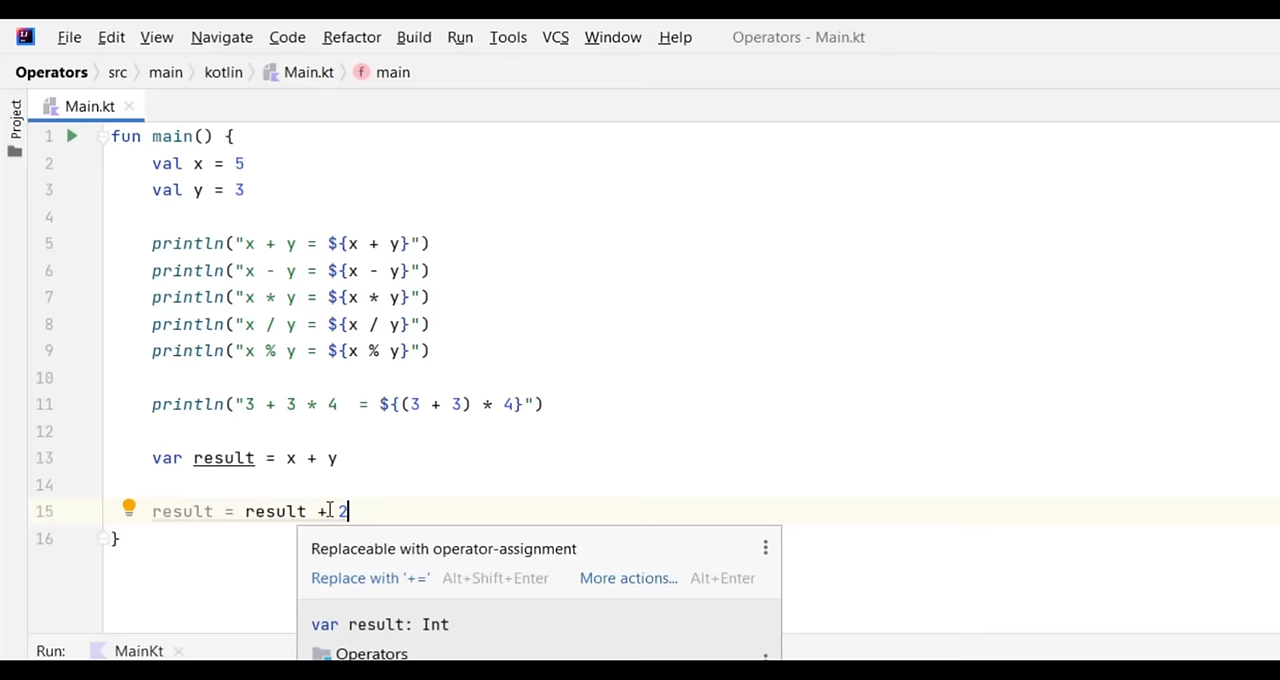 File Edit View Navigate Code Refactor Build Run Tools VCS Window Help Operators - Main.kt
Operators src main kotlin Main.kt f main
Project
Main.kt
1 fun main() {
2 val x = 5
3 val y = 3
4
5 println("x + y = ${x + y}")
6 println("x - y = ${x - y}")
7 println("x * y = ${x * y}")
8 println("x / y = ${x / y}")
9 println("x % y = ${x % y}")
10
11 println("3 + 3 * 4  = ${(3 + 3) * 4}")
12
13 var result = x + y
14
15 result = result + 2
16 }
Replaceable with operator-assignment
Replace with '+=' Alt+Shift+Enter More actions... Alt+Enter
var result: Int
Operators
Run: MainKt